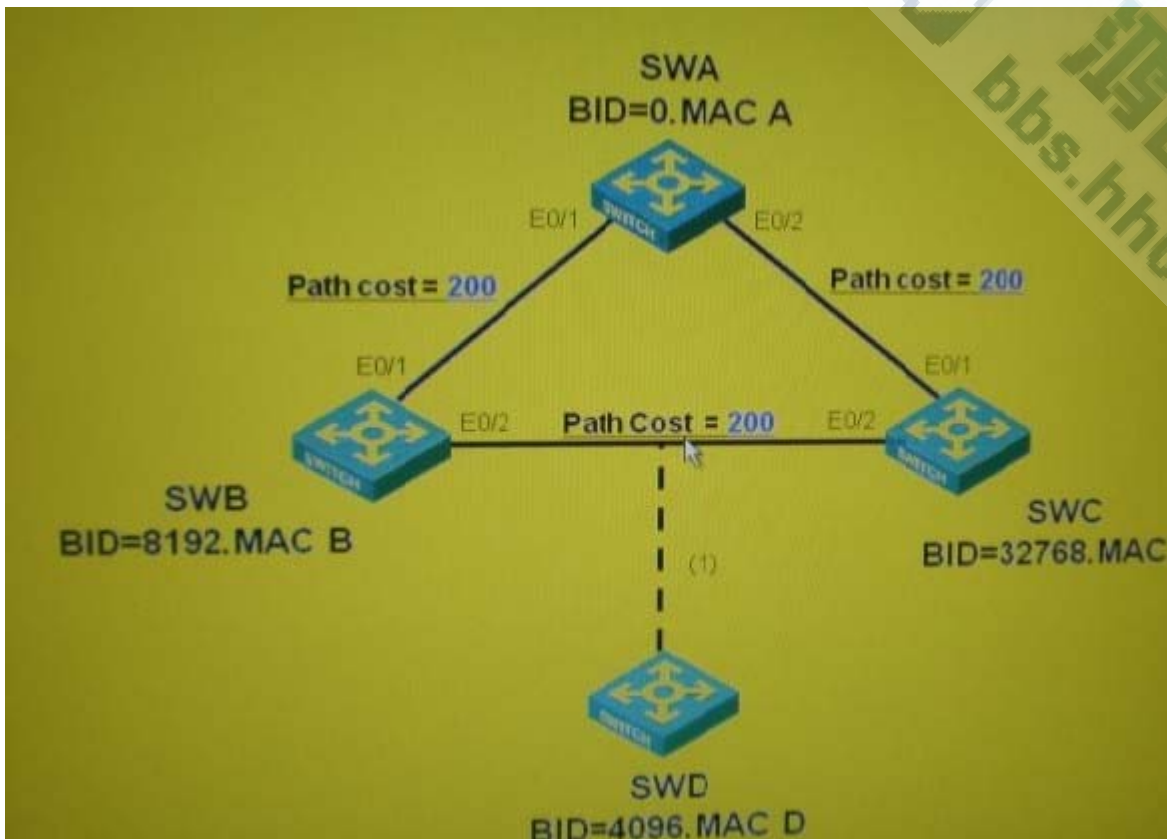 SWA
BID=0.MAC A
SWITCH
E0/1
E0/2
Path cost = 200
Path cost = 200
E0/1
E0/1
E0/2
Path Cost = 200
E0/2
SWITCH
SWITCH
SWB
BID=8192.MAC B
SWC
BID=32768.MAC
(1)
SWITCH
SWD
BID=4096.MAC D